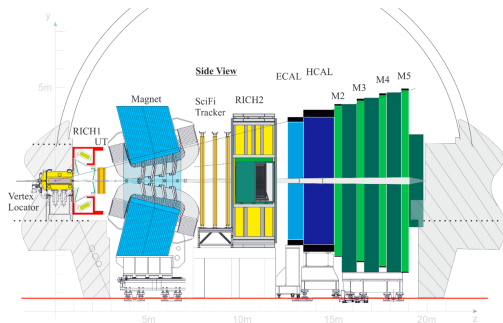 y
Side View
ECAL
HCAL
M2
M3
M4
M5
5m
Magnet
SciFi
Tracker
RICH2
RICH1
UT
Vertex
Locator
5m
10m
15m
20m
z